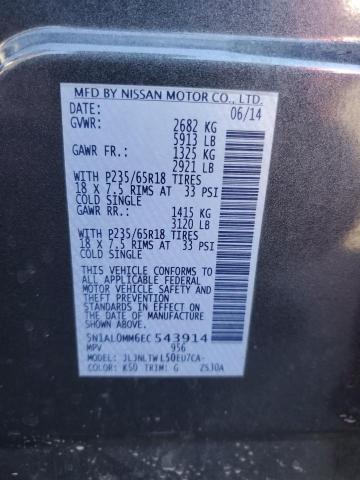 MFD BY NISSAN MOTOR CO., LTD.
DATE: 06/14
GVWR: 2682 KG
5913 LB
GAWR FR.: 1325 KG
2921 LB
WITH P235/65R18 TIRES
18 X 7.5 RIMS AT 33 PSI
COLD SINGLE
GAWR RR.: 1415 KG
3120 LB
WITH P235/65R18 TIRES
18 X 7.5 RIMS AT 33 PSI
COLD SINGLE
THIS VEHICLE CONFORMS TO
ALL APPLICABLE FEDERAL
MOTOR VEHICLE SAFETY
STANDARDS IN EFFECT ON THE
DATE OF MANUFACTURE SHOWN
ABOVE.
5N1AL0MM6EC543914
MPV 956
MODEL: JLJNLTWL50EU7CA-
COLOR: K50 TRIM: G ZS30A